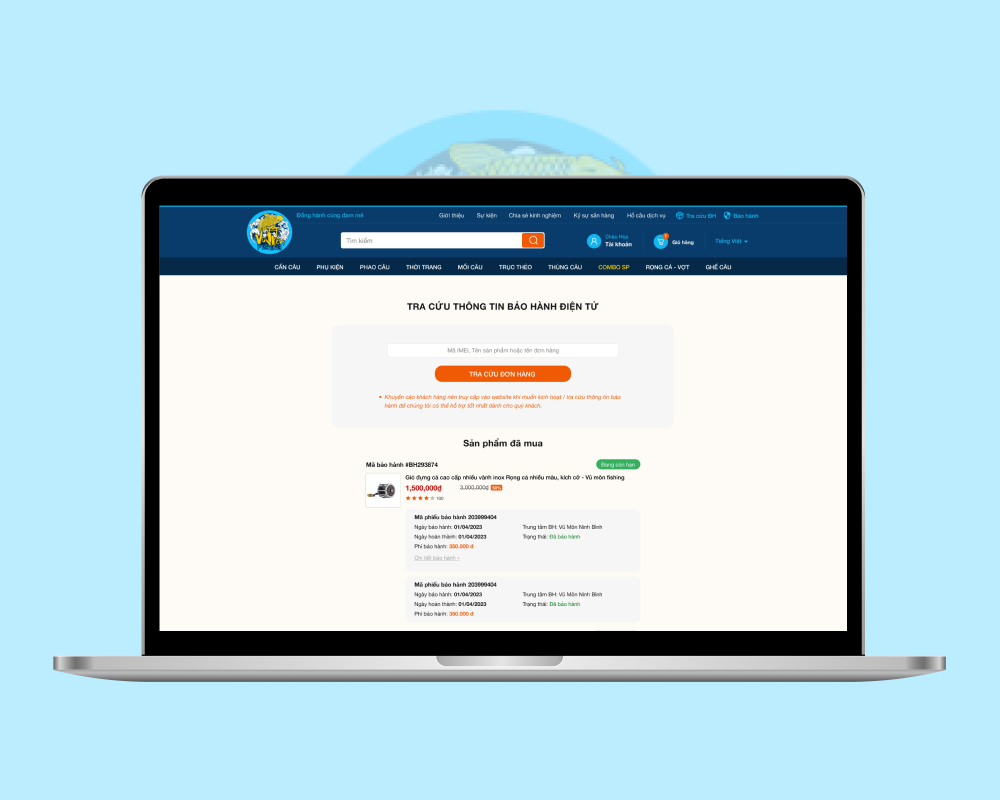 Đồng hành cùng đam mê
Giới thiệu Sự kiện Chia sẻ kinh nghiệm Ký sự săn hàng Hồ câu dịch vụ Tra cứu ĐH Bảo hành
Tìm kiếm
Chào Hoa
Tài khoản
Giỏ hàng
Tiếng Việt
CẦN CÂU PHỤ KIỆN PHAO CÂU THỜI TRANG MỒI CÂU TRỤC THẺO THÙNG CÂU COMBO SP RỌNG CÁ - VỢT GHẾ CÂU
TRA CỨU THÔNG TIN BẢO HÀNH ĐIỆN TỬ
Mã IMEI, Tên sản phẩm hoặc tên đơn hàng
TRA CỨU ĐƠN HÀNG
• Khuyến cáo khách hàng nên truy cập vào website khi muốn kích hoạt / tra cứu thông tin bảo
hành để chúng tôi có thể hỗ trợ tốt nhất dành cho quý khách.
Sản phẩm đã mua
Mã bảo hành #BH293874 Đang còn hạn
Giỏ đựng cá cao cấp nhiều vành inox Rọng cá nhiều màu, kích cỡ - Vũ môn fishing
1,500,000₫ 3,000,000₫ 50%
100
Mã phiếu bảo hành 203999404
Ngày bảo hành: 01/04/2023 Trung tâm BH: Vũ Môn Ninh Bình
Ngày hoàn thành: 01/04/2023 Trạng thái: Đã bảo hành
Phí bảo hành: 350.000 đ
Chi tiết bảo hành >
Mã phiếu bảo hành 203999404
Ngày bảo hành: 01/04/2023 Trung tâm BH: Vũ Môn Ninh Bình
Ngày hoàn thành: 01/04/2023 Trạng thái: Đã bảo hành
Phí bảo hành: 350.000 đ